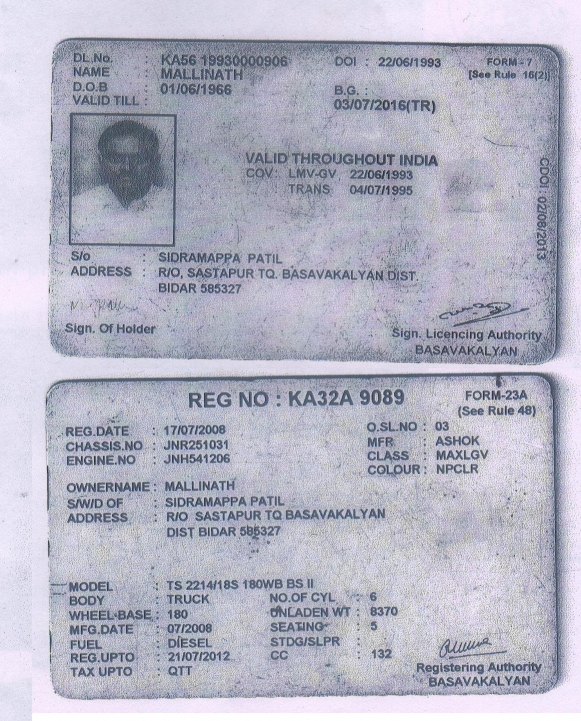 DL.No. : KA56 19930000906 DOI : 22/06/1993 FORM - 7
NAME : MALLINATH [See Rule 16(2)]
D.O.B : 01/06/1966 B.G. :
VALID TILL : 03/07/2016(TR)
VALID THROUGHOUT INDIA
COV : LMV-GV 22/06/1993
TRANS 04/07/1995
CDOI : 02/08/2013
S/o : SIDRAMAPPA PATIL
ADDRESS : R/O, SASTAPUR TQ. BASAVAKALYAN DIST.
BIDAR 585327
Sign. Of Holder
Sign. Licencing Authority
BASAVAKALYAN
REG NO : KA32A 9089 FORM-23A
(See Rule 48)
REG.DATE : 17/07/2008 O.SL.NO : 03
CHASSIS.NO : JNR251031 MFR : ASHOK
ENGINE.NO : JNH541206 CLASS : MAXLGV
COLOUR : NPCLR
OWNERNAME : MALLINATH
S/W/D OF : SIDRAMAPPA PATIL
ADDRESS : R/O SASTAPUR TQ BASAVAKALYAN
DIST BIDAR 585327
MODEL : TS 2214/18S 180WB BS II
BODY : TRUCK NO.OF CYL : 6
WHEEL-BASE : 180 UNLADEN WT : 8370
MFG.DATE : 07/2008 SEATING : 5
FUEL : DIESEL STDG/SLPR :
REG.UPTO : 21/07/2012 CC : 132
TAX UPTO : QTT
Registering Authority
BASAVAKALYAN